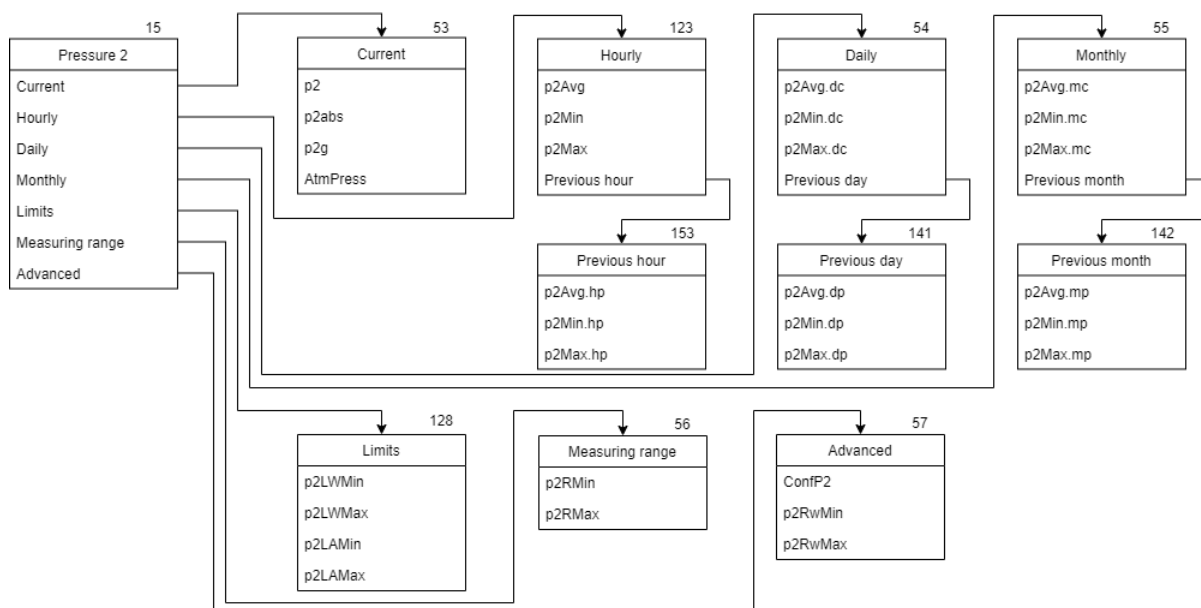 15
Pressure 2
Current
Hourly
Daily
Monthly
Limits
Measuring range
Advanced
53
Current
p2
p2abs
p2g
AtmPress
123
Hourly
p2Avg
p2Min
p2Max
Previous hour
54
Daily
p2Avg.dc
p2Min.dc
p2Max.dc
Previous day
55
Monthly
p2Avg.mc
p2Min.mc
p2Max.mc
Previous month
153
Previous hour
p2Avg.hp
p2Min.hp
p2Max.hp
141
Previous day
p2Avg.dp
p2Min.dp
p2Max.dp
142
Previous month
p2Avg.mp
p2Min.mp
p2Max.mp
128
Limits
p2LWMin
p2LWMax
p2LAMin
p2LAMax
56
Measuring range
p2RMin
p2RMax
57
Advanced
ConfP2
p2RwMin
p2RwMax